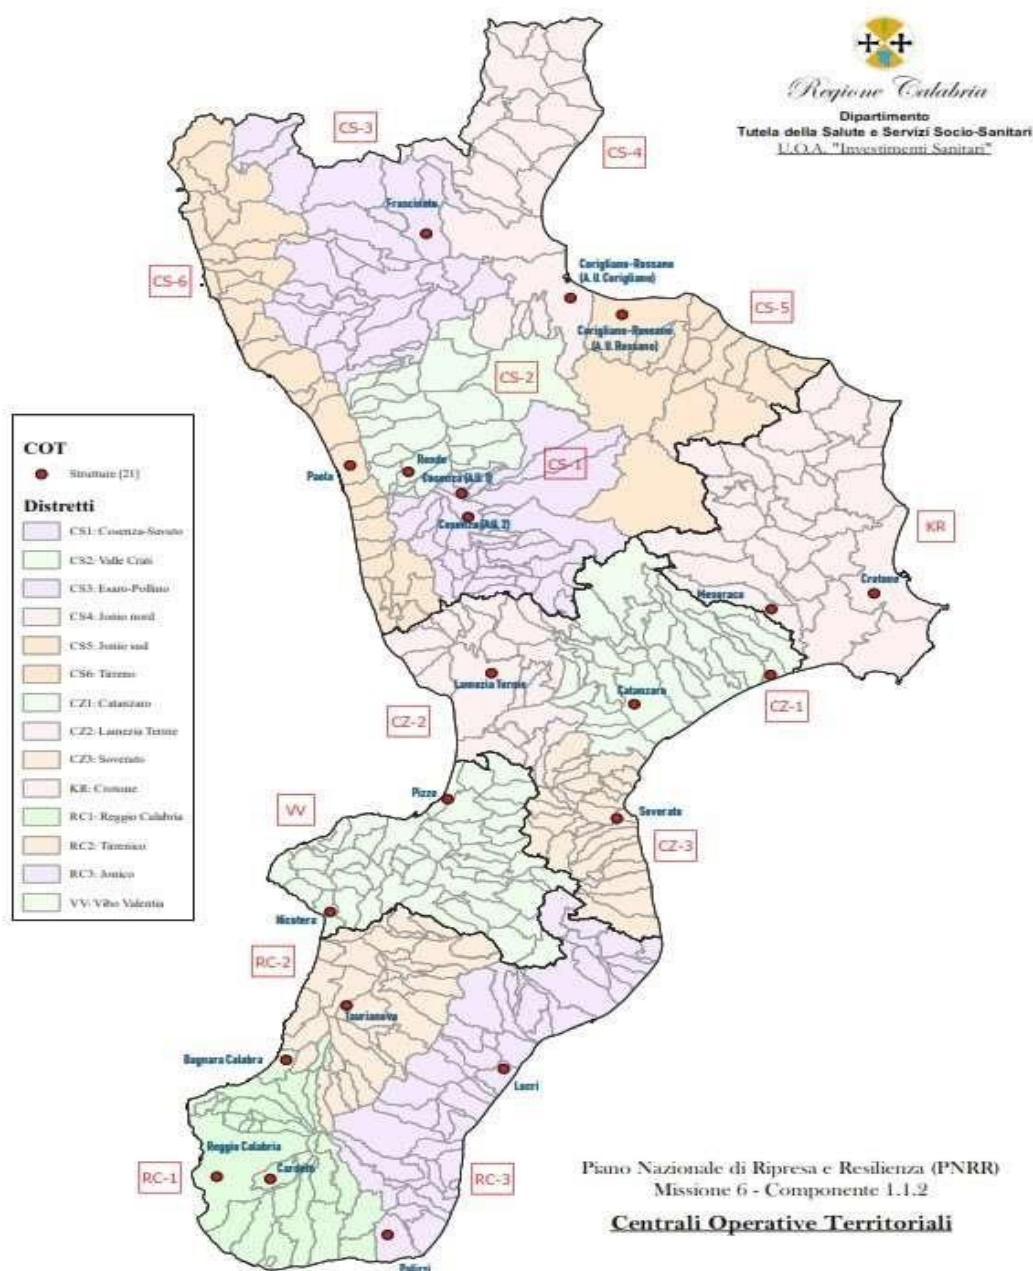 Regione Calabria
Dipartimento
Tutela della Salute e Servizi Socio-Sanitari
U.O.A. "Investimenti Sanitari"
CS-3
CS-4
Francicata
CS-6
Corigliano-Rossano
(A. U. Corigliano)
CS-5
Corigliano-Rossano
(A. U. Rossano)
CS-2
CS-1
Paola
Rende
Cosenza (A.U. 1)
Cosenza (A.U. 2)
KR
Crotone
Mesoraca
COT
Strutture [21]
Distretti
CS1: Cosenza-Savuto
CS2: Valle Crati
CS3: Esaro-Pollino
CS4: Jonio nord
CS5: Jonio sud
CS6: Tirreno
CZ1: Catanzaro
CZ2: Lamezia Terme
CZ3: Soverato
KR: Crotone
RC1: Reggio Calabria
RC2: Tirrenico
RC3: Jonico
VV: Vibo Valentia
Lamezia Terme
Catanzaro
CZ-1
CZ-2
Pizzo
VV
Soverato
CZ-3
Nicotera
RC-2
Taurianova
Bagnara Calabra
Locri
Reggio Calabria
Cardeto
RC-1
RC-3
Palizzi
Piano Nazionale di Ripresa e Resilienza (PNRR)
Missione 6 - Componente 1.1.2
Centrali Operative Territoriali